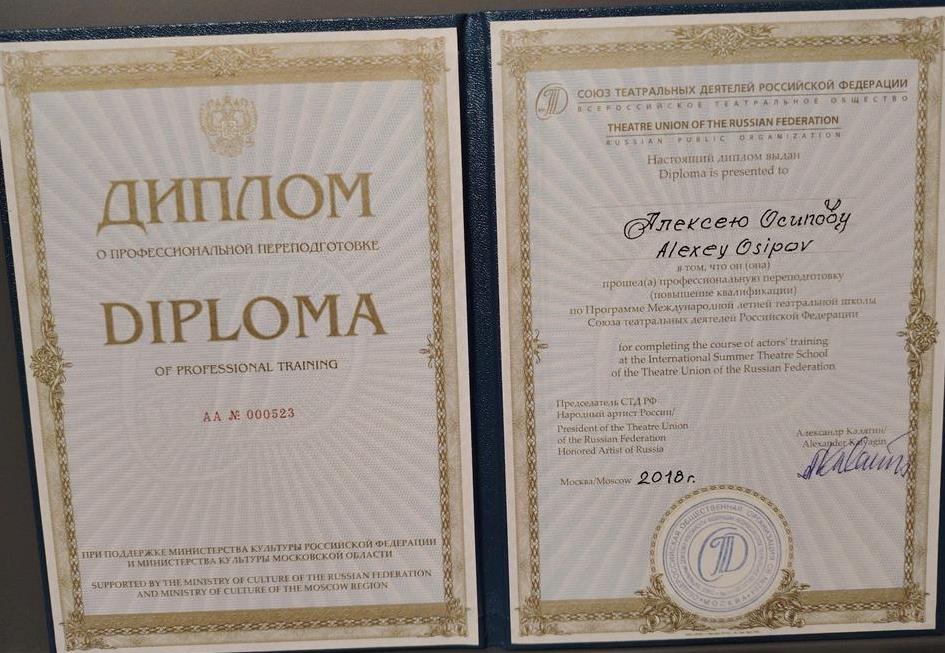 ДИПЛОМ
О ПРОФЕССИОНАЛЬНОЙ ПЕРЕПОДГОТОВКЕ
DIPLOMA
OF PROFESSIONAL TRAINING
АА № 000523
ПРИ ПОДДЕРЖКЕ МИНИСТЕРСТВА КУЛЬТУРЫ РОССИЙСКОЙ ФЕДЕРАЦИИ
И МИНИСТЕРСТВА КУЛЬТУРЫ МОСКОВСКОЙ ОБЛАСТИ
SUPPORTED BY THE MINISTRY OF CULTURE OF THE RUSSIAN FEDERATION
AND MINISTRY OF CULTURE OF THE MOSCOW REGION
СОЮЗ ТЕАТРАЛЬНЫХ ДЕЯТЕЛЕЙ РОССИЙСКОЙ ФЕДЕРАЦИИ
ВСЕРОССИЙСКОЕ ТЕАТРАЛЬНОЕ ОБЩЕСТВО
THEATRE UNION OF THE RUSSIAN FEDERATION
RUSSIAN PUBLIC ORGANIZATION
Настоящий диплом выдан
Diploma is presented to
Алексею Осипову
Alexey Osipov
в том, что он (она)
прошел(а) профессиональную переподготовку
(повышение квалификации)
по Программе Международной летней театральной школы
Союза театральных деятелей Российской Федерации
for completing the course of actors' training
at the International Summer Theatre School
of the Theatre Union of the Russian Federation
Председатель СТД РФ
Народный артист России/
President of the Theatre Union
of the Russian Federation
Honored Artist of Russia
Александр Калягин/
Alexander Kalyagin
Москва/Moscow 2018г.
МОСКВА